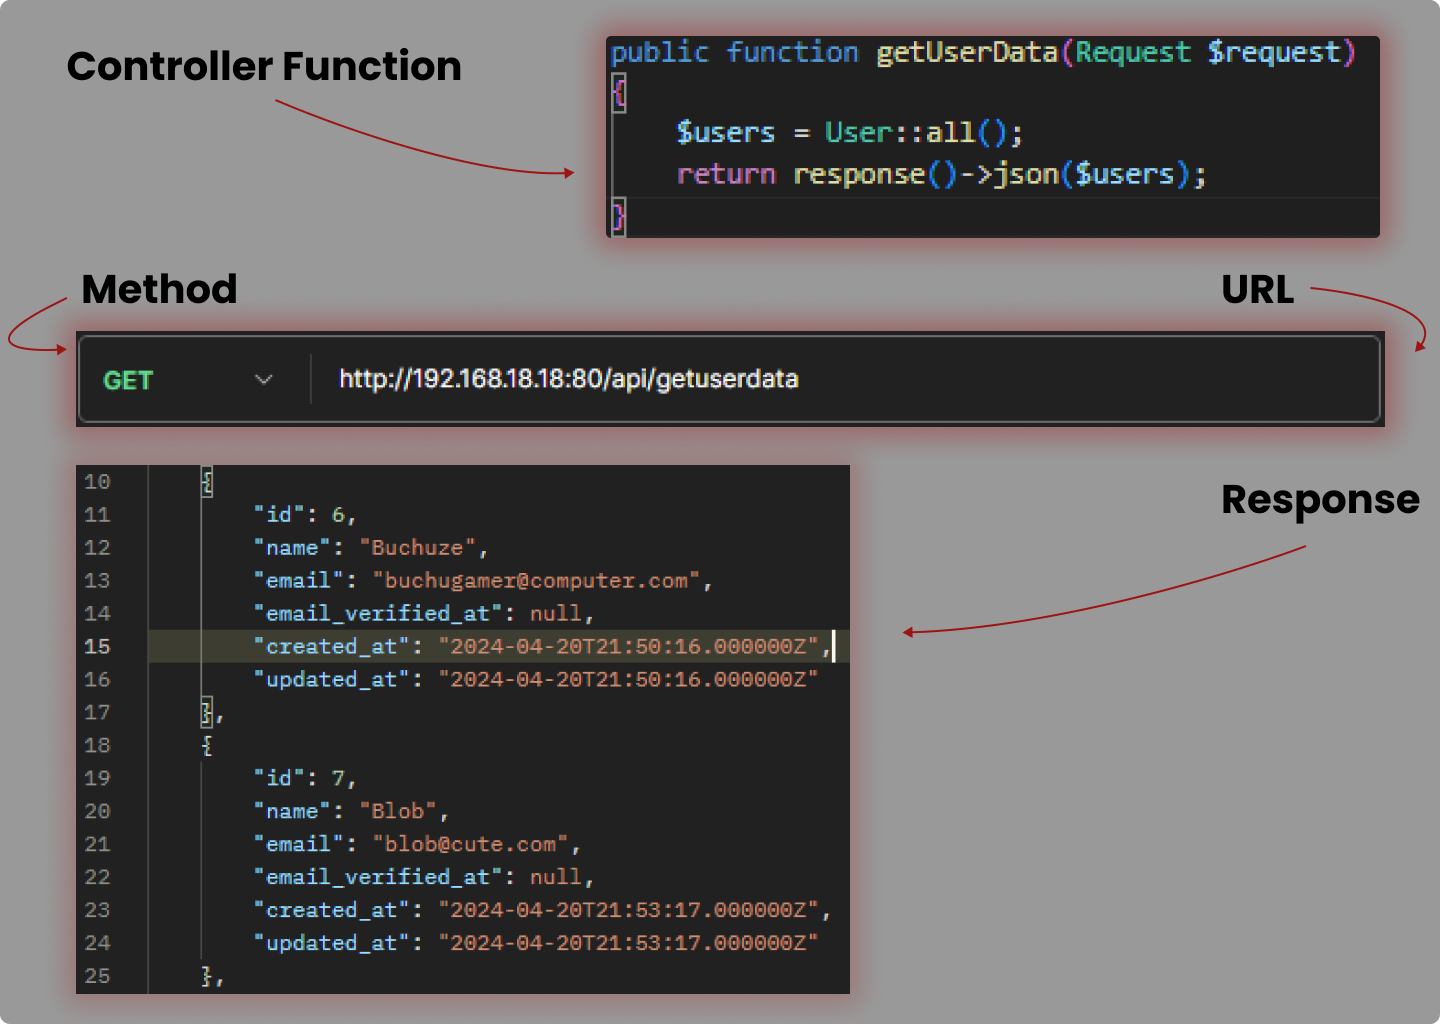 Controller Function
public function getUserData(Request $request)
{
$users = User::all();
return response()->json($users);
}
Method
URL
GET
http://192.168.18.18:80/api/getuserdata
Response
10 {
11 "id": 6,
12 "name": "Buchuze",
13 "email": "buchugamer@computer.com",
14 "email_verified_at": null,
15 "created_at": "2024-04-20T21:50:16.000000Z",
16 "updated_at": "2024-04-20T21:50:16.000000Z"
17 },
18 {
19 "id": 7,
20 "name": "Blob",
21 "email": "blob@cute.com",
22 "email_verified_at": null,
23 "created_at": "2024-04-20T21:53:17.000000Z",
24 "updated_at": "2024-04-20T21:53:17.000000Z"
25 },